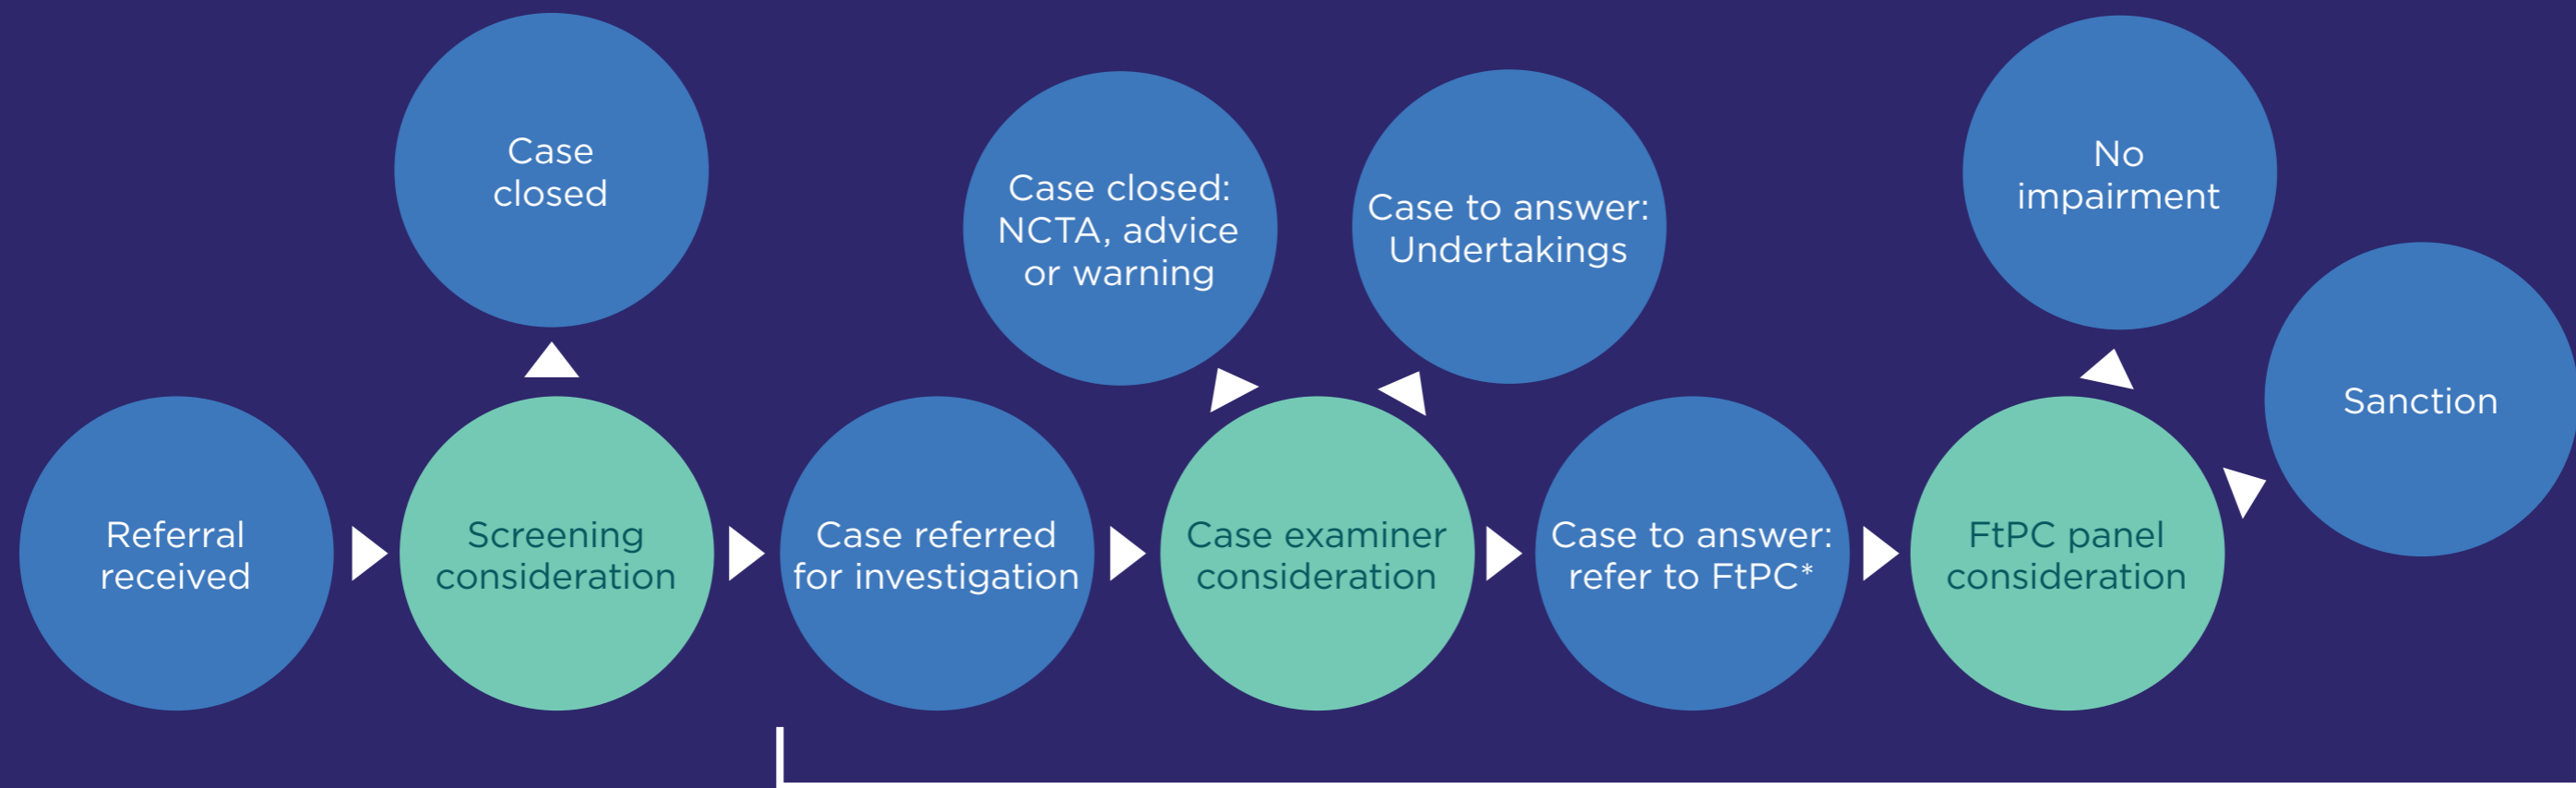 Case
closed
Case closed:
NCTA, advice
or warning
Case to answer:
Undertakings
No
impairment
Sanction
Referral
received
Screening
consideration
Case referred
for investigation
Case examiner
consideration
Case to answer:
refer to FtPC*
FtPC panel
consideration